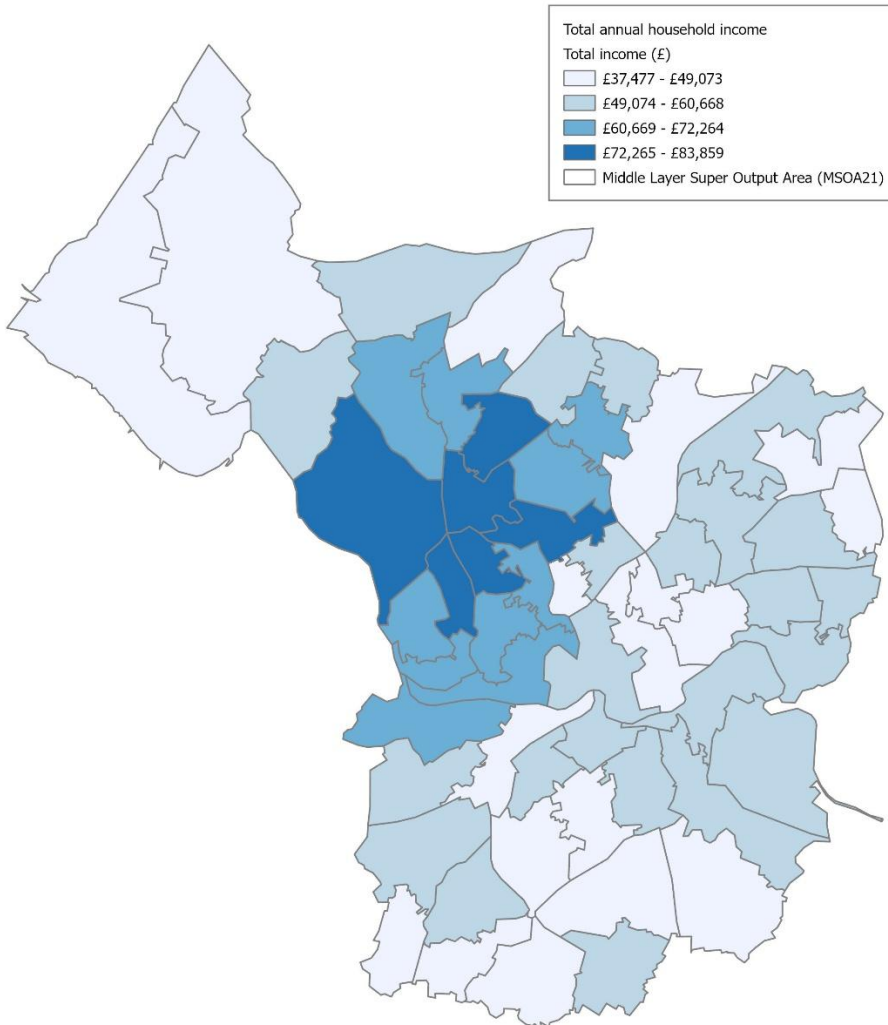 Total annual household income
Total income (£)
£37,477 - £49,073
£49,074 - £60,668
£60,669 - £72,264
£72,265 - £83,859
Middle Layer Super Output Area (MSOA21)